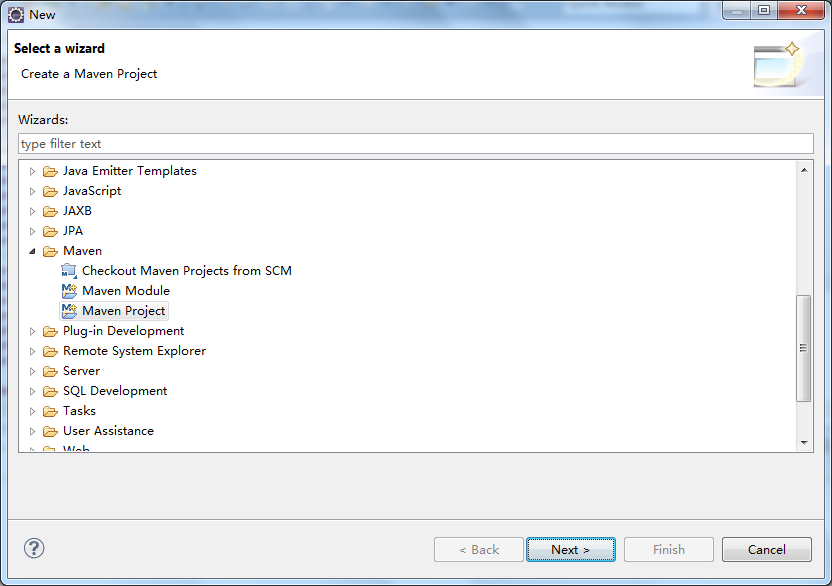 New
Select a wizard
Create a Maven Project
Wizards:
type filter text
Java Emitter Templates
JavaScript
JAXB
JPA
Maven
Checkout Maven Projects from SCM
Maven Module
Maven Project
Plug-in Development
Remote System Explorer
Server
SQL Development
Tasks
User Assistance
Web
< Back Next > Finish Cancel